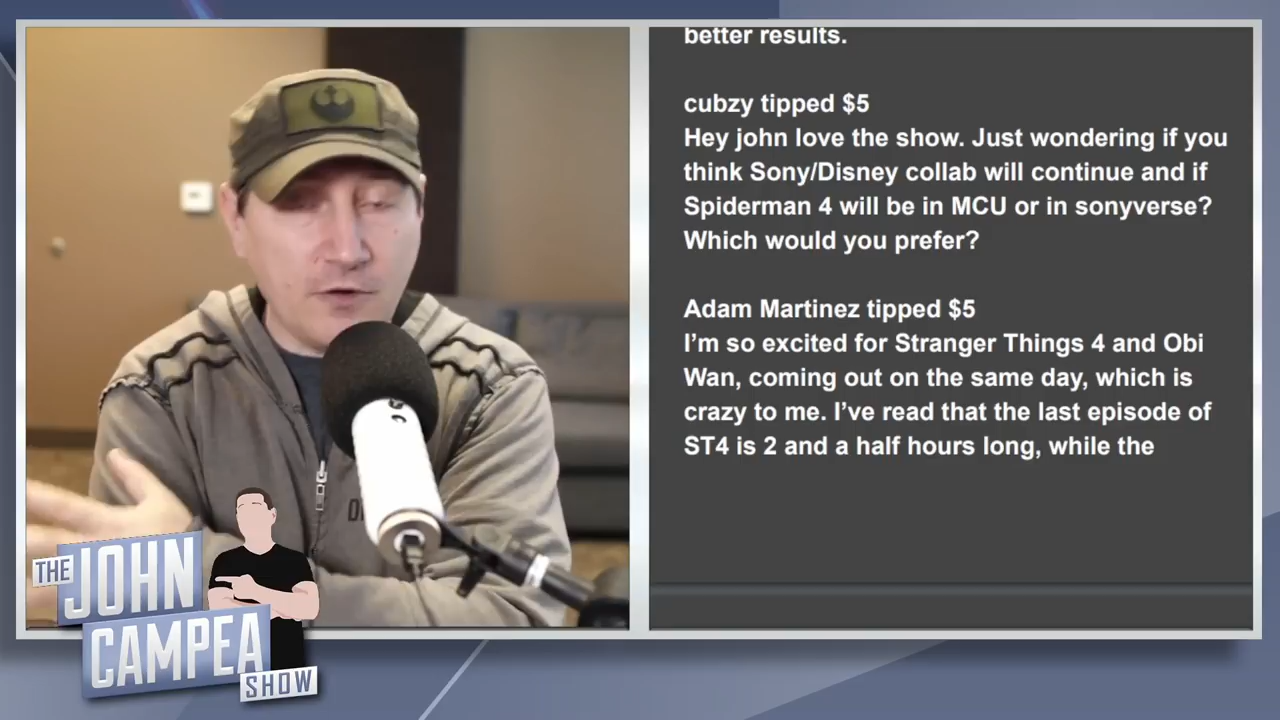 better results.
cubzy tipped $5
Hey john love the show. Just wondering if you
think Sony/Disney collab will continue and if
Spiderman 4 will be in MCU or in sonyverse?
Which would you prefer?
Adam Martinez tipped $5
I’m so excited for Stranger Things 4 and Obi
Wan, coming out on the same day, which is
crazy to me. I’ve read that the last episode of
ST4 is 2 and a half hours long, while the
THE
JOHN
CAMPEA
SHOW